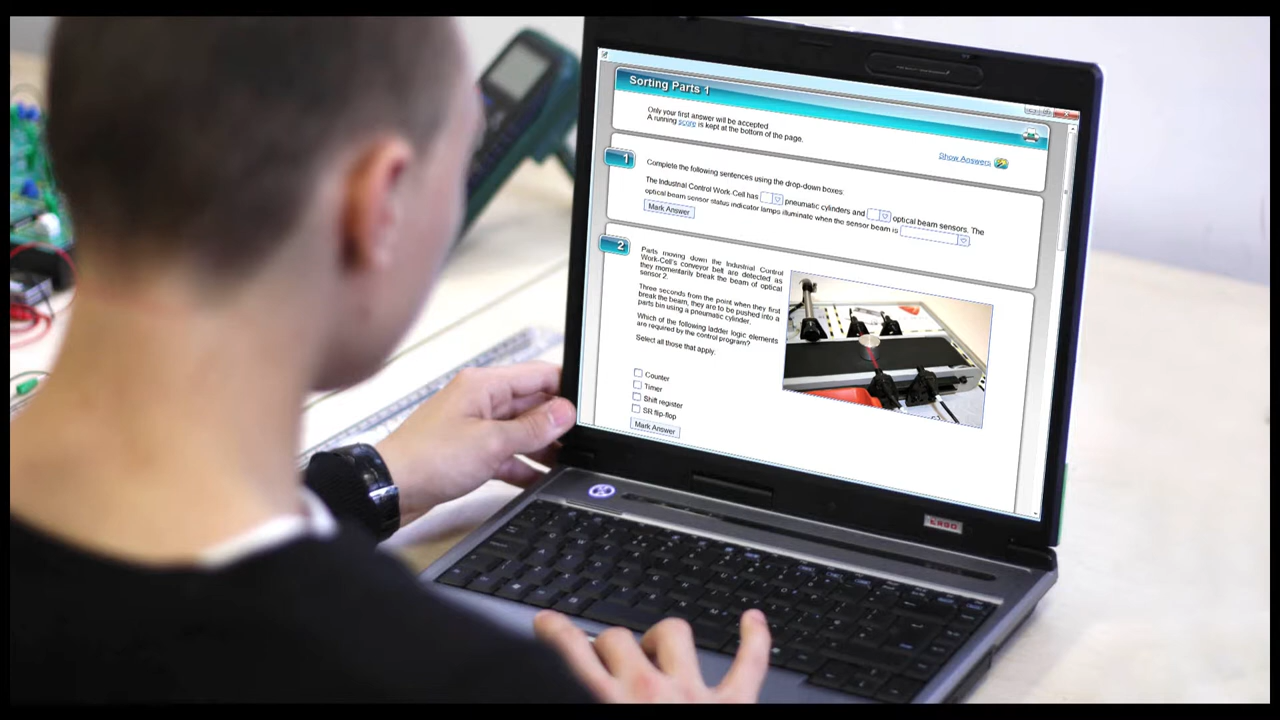 Sorting Parts 1
Only your first answer will be accepted
A running score is kept at the bottom of the page.
Show Answers
1
Complete the following sentences using the drop-down boxes:
The Industrial Control Work-Cell has pneumatic cylinders and optical beam sensors. The
optical beam sensor status indicator lamps illuminate when the sensor beam is
Mark Answer
2
Parts moving down the Industrial Control
Work-Cell's conveyor belt are detected as
they momentarily break the beam of optical
sensor 2.
Three seconds from the point when they first
break the beam, they are to be pushed into a
parts bin using a pneumatic cylinder.
Which of the following ladder logic elements
are required by the control program?
Select all those that apply:
Counter
Timer
Shift register
SR flip-flop
Mark Answer